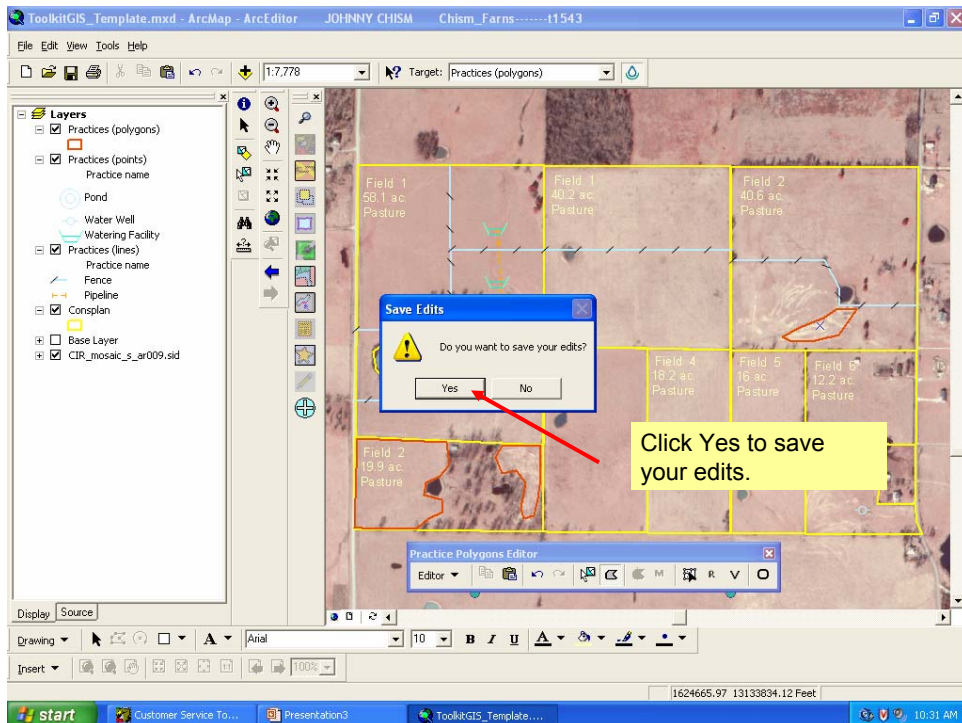 ToolkitGIS_Template.mxd - ArcMap - ArcEditor JOHNNY CHISM Chism_Farns-------t1543
File Edit View Tools Help
1:7,778
Target: Practices (polygons)
Layers
Practices (polygons)
Practices (points)
Practice name
Pond
Water Well
Watering Facility
Practices (lines)
Practice name
Fence
Pipeline
Consplan
Base Layer
CIR_mosaic_s_ar009.sid
Field 1
58.1 ac.
Pasture
Field 1
40.2 ac.
Pasture
Field 2
40.6 ac.
Pasture
Save Edits
Do you want to save your edits?
Yes No
Field 4
18.2 ac.
Pasture
Field 5
16 ac.
Pasture
Field 6
12.2 ac.
Pasture
Click Yes to save
your edits.
Field 2
19.9 ac.
Pasture
Practice Polygons Editor
Editor M R V
Display Source
Drawing A Arial 10 B I U A
Insert 100%
1624665.97 13133834.12 Feet
start Customer Service To... Presentation3 ToolkitGIS_Template.... 10:31 AM